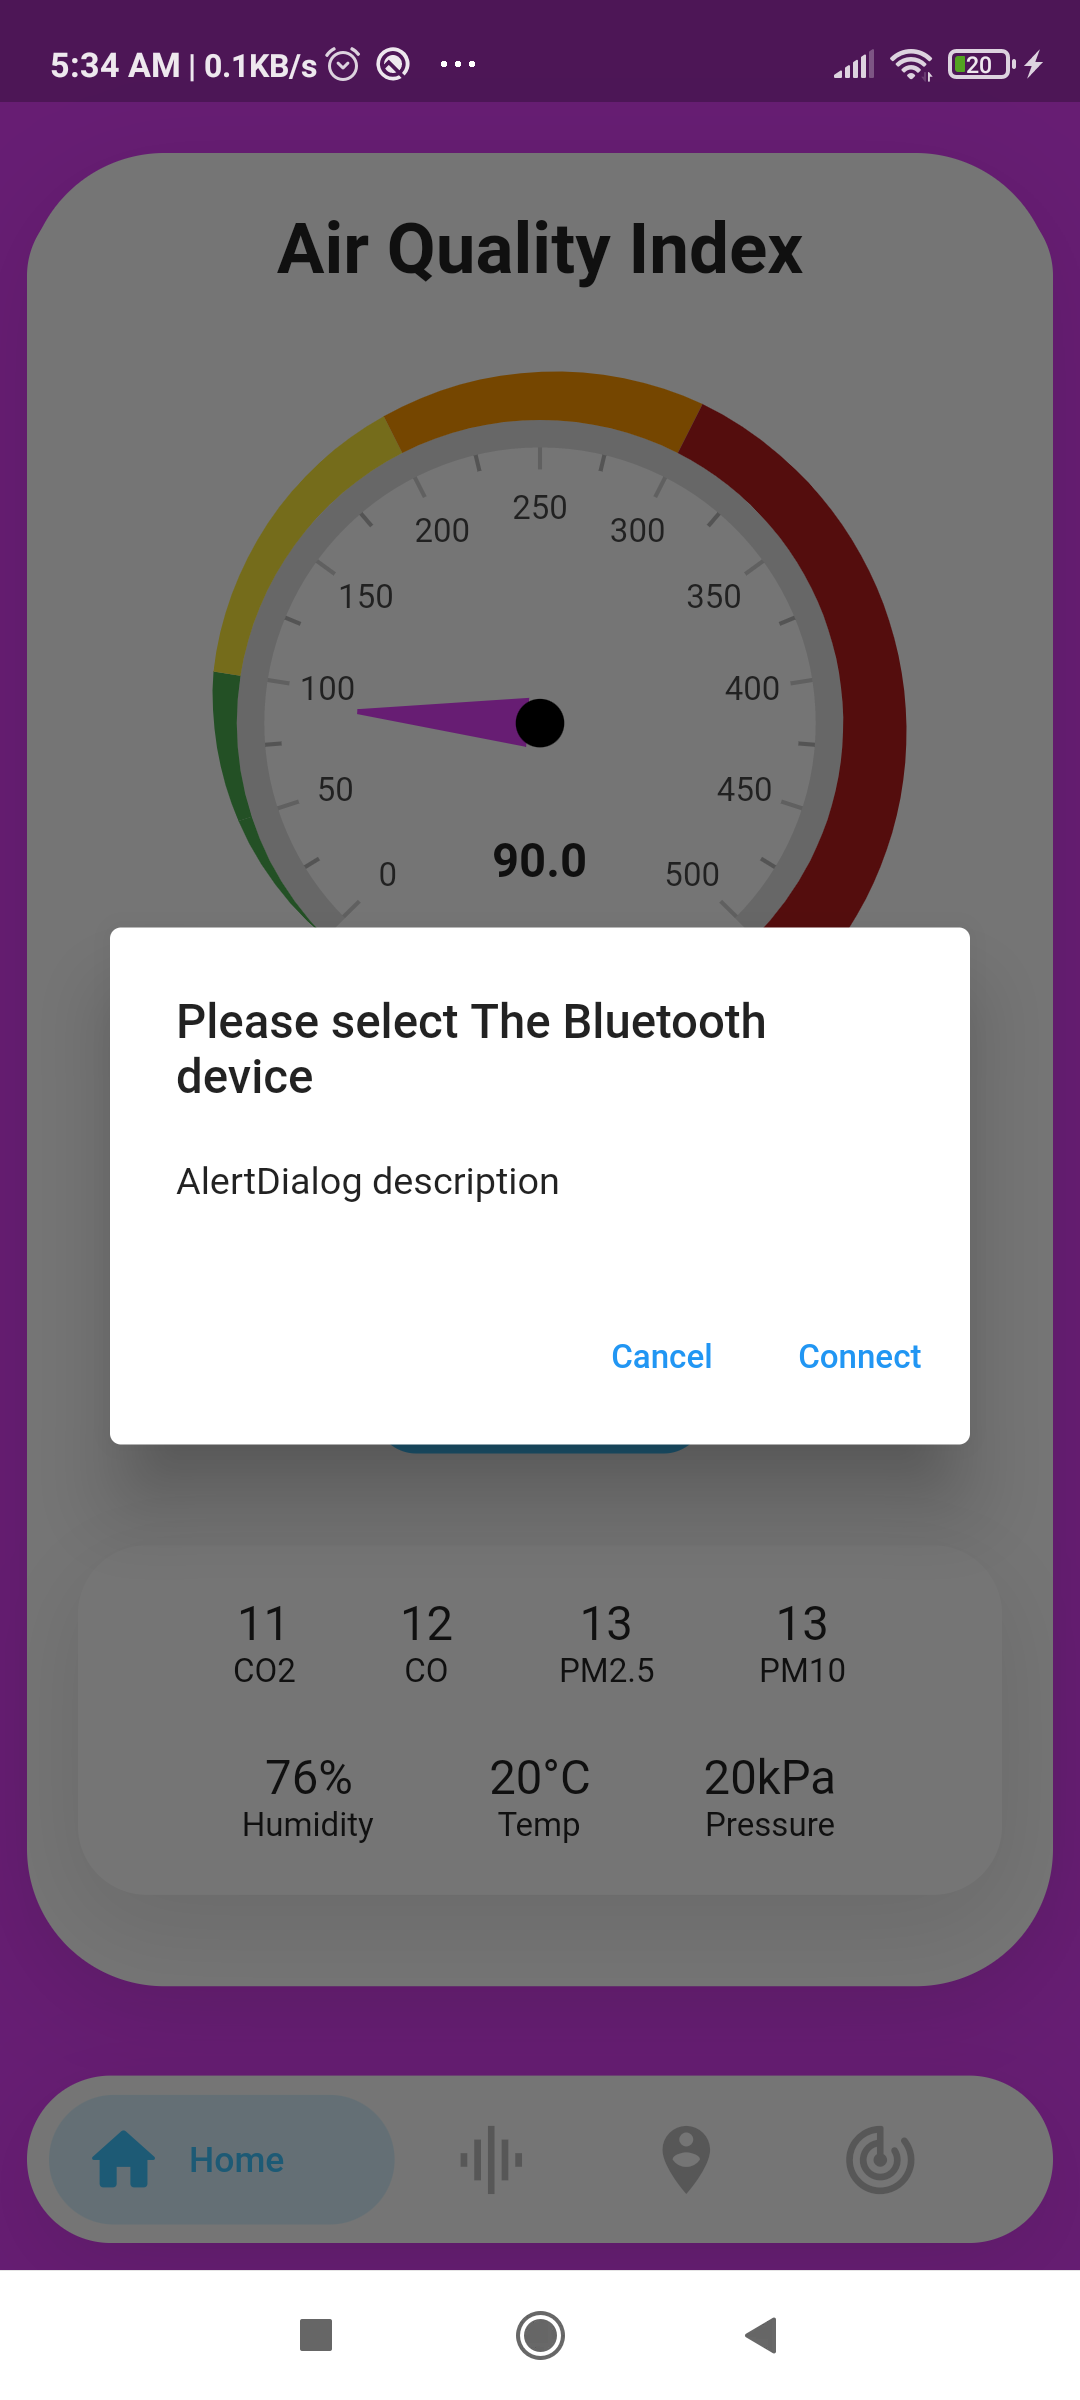 5:34 AM | 0.1KB/s
20
Air Quality Index
250
200
300
150
350
100
400
50
450
0
90.0
500
Please select The Bluetooth
device
AlertDialog description
Cancel
Connect
11
12
13
13
CO2
CO
PM2.5
PM10
76%
20°C
20kPa
Humidity
Temp
Pressure
Home